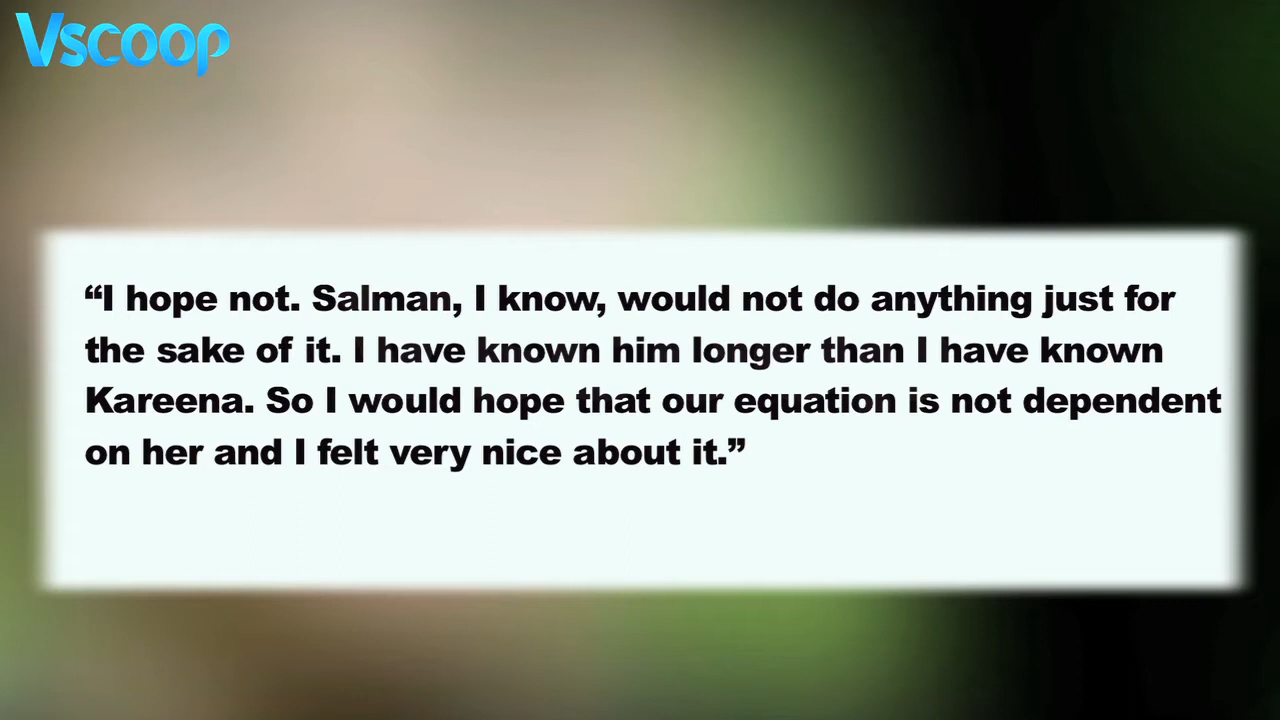 Vscoop
“I hope not. Salman, I know, would not do anything just for
the sake of it. I have known him longer than I have known
Kareena. So I would hope that our equation is not dependent
on her and I felt very nice about it.”